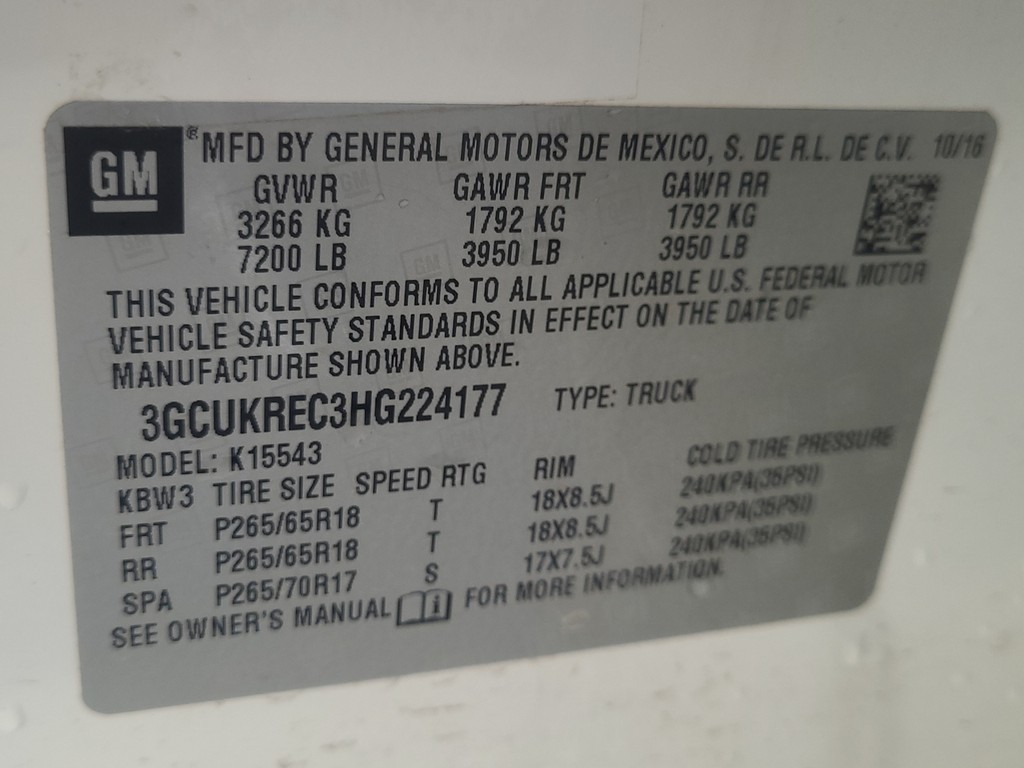 GM ® MFD BY GENERAL MOTORS DE MEXICO, S. DE R.L. DE C.V. 10/16
GVWR GAWR FRT GAWR RR
3266 KG 1792 KG 1792 KG
7200 LB 3950 LB 3950 LB
THIS VEHICLE CONFORMS TO ALL APPLICABLE U.S. FEDERAL MOTOR
VEHICLE SAFETY STANDARDS IN EFFECT ON THE DATE OF
MANUFACTURE SHOWN ABOVE.
3GCUKREC3HG224177 TYPE: TRUCK
MODEL: K15543
KBW3 TIRE SIZE SPEED RTG RIM COLD TIRE PRESSURE
FRT P265/65R18 T 18X8.5J 240KPA(35PSI)
RR P265/65R18 T 18X8.5J 240KPA(35PSI)
SPA P265/70R17 S 17X7.5J 240KPA(35PSI)
SEE OWNER'S MANUAL FOR MORE INFORMATION.